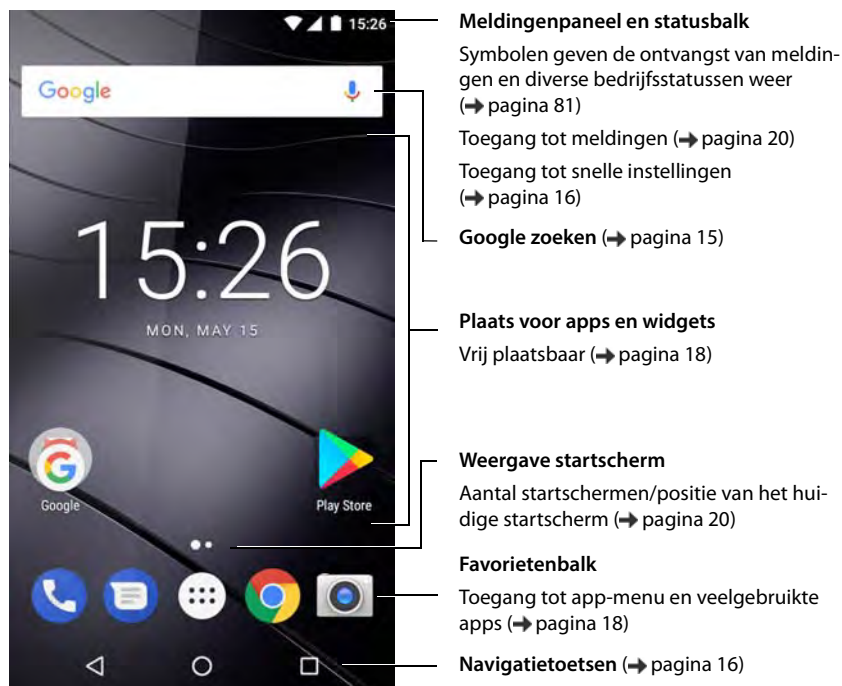 15:26
Google
15:26
MON, MAY 15
Google
Play Store
Meldingenpaneel en statusbalk
Symbolen geven de ontvangst van meldin-
gen en diverse bedrijfsstatussen weer
(➔ pagina 81)
Toegang tot meldingen (➔ pagina 20)
Toegang tot snelle instellingen
(➔ pagina 16)
Google zoeken (➔ pagina 15)
Plaats voor apps en widgets
Vrij plaatsbaar (➔ pagina 18)
Weergave startscherm
Aantal startschermen/positie van het hui-
dige startscherm (➔ pagina 20)
Favorietenbalk
Toegang tot app-menu en veelgebruikte
apps (➔ pagina 18)
Navigatietoetsen (➔ pagina 16)